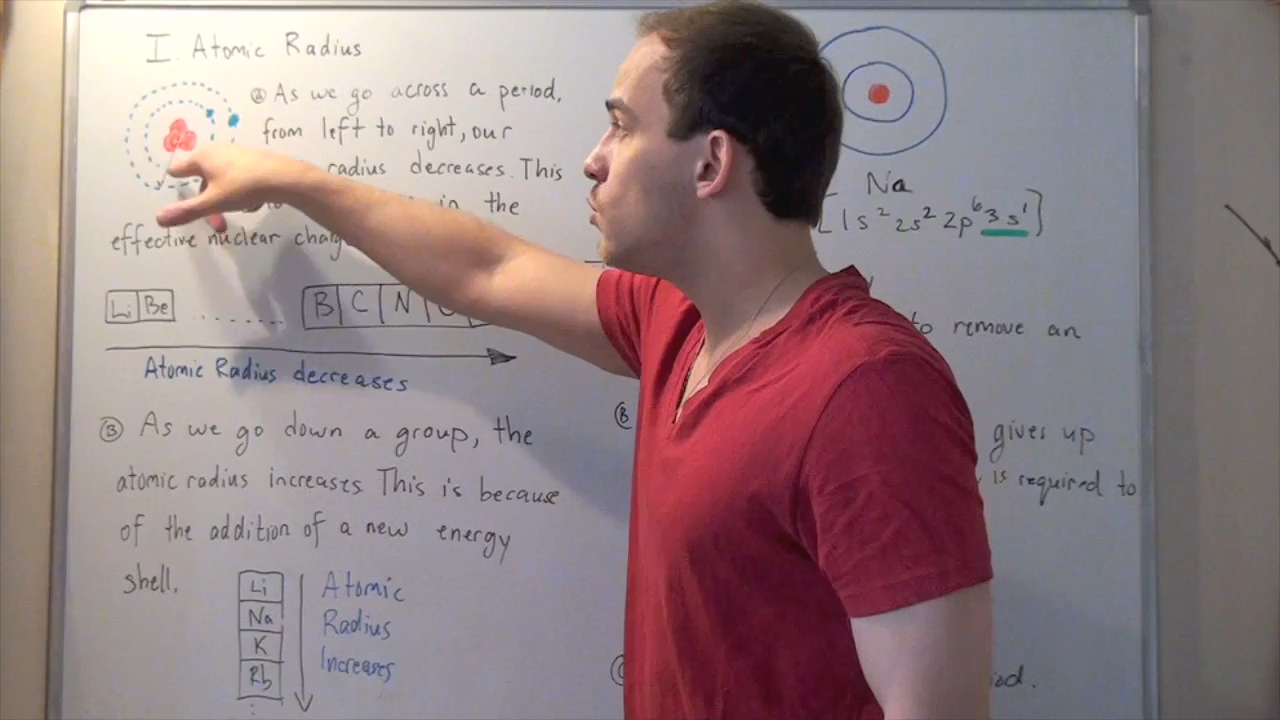 I. Atomic Radius
Ⓐ As we go across a period,
from left to right, our
radius decreases. This
in the
effective nuclear
Li Be ....... B C N
Atomic Radius decreases
Ⓑ As we go down a group, the
atomic radius increases. This is because
of the addition of a new energy
shell.
Li
Na
K
Rb
Atomic
Radius
Increases
Na
[1s² 2s² 2p⁶ 3s¹]
to remove an
Ⓑ
gives up
is required to